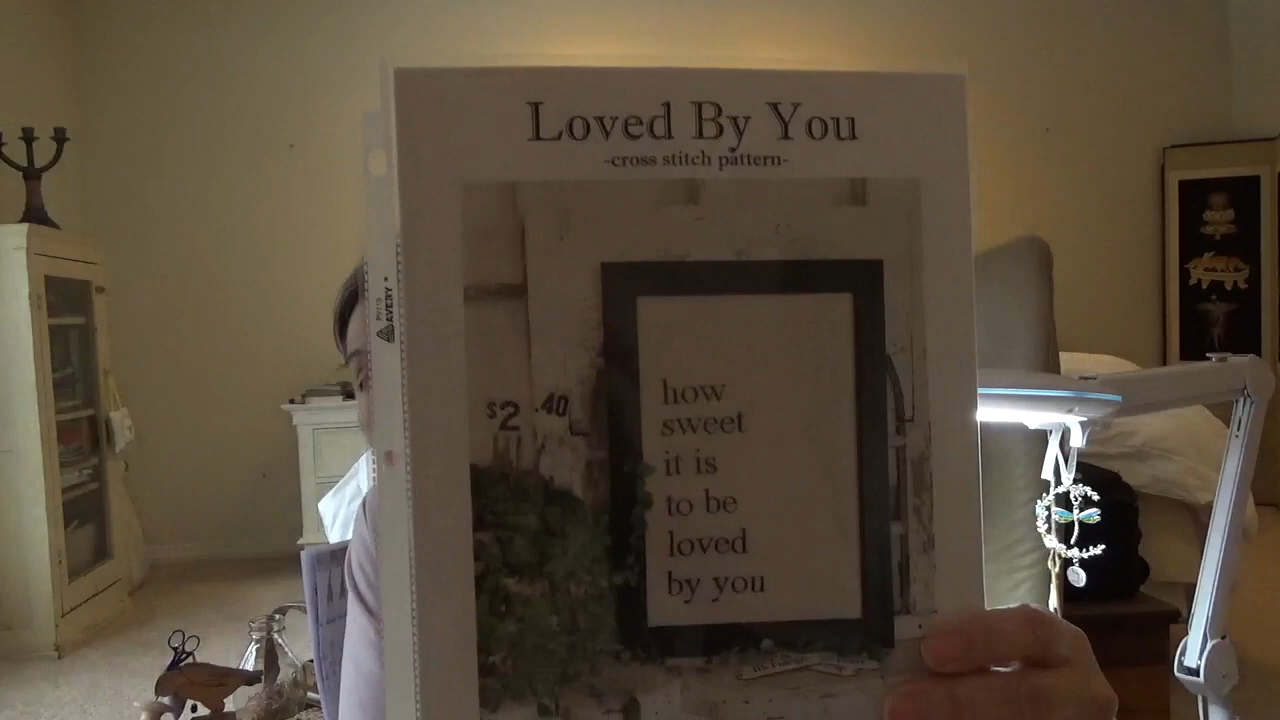 Loved By You
-cross stitch pattern-
AVERY
$2 .40
how
sweet
it is
to be
loved
by you